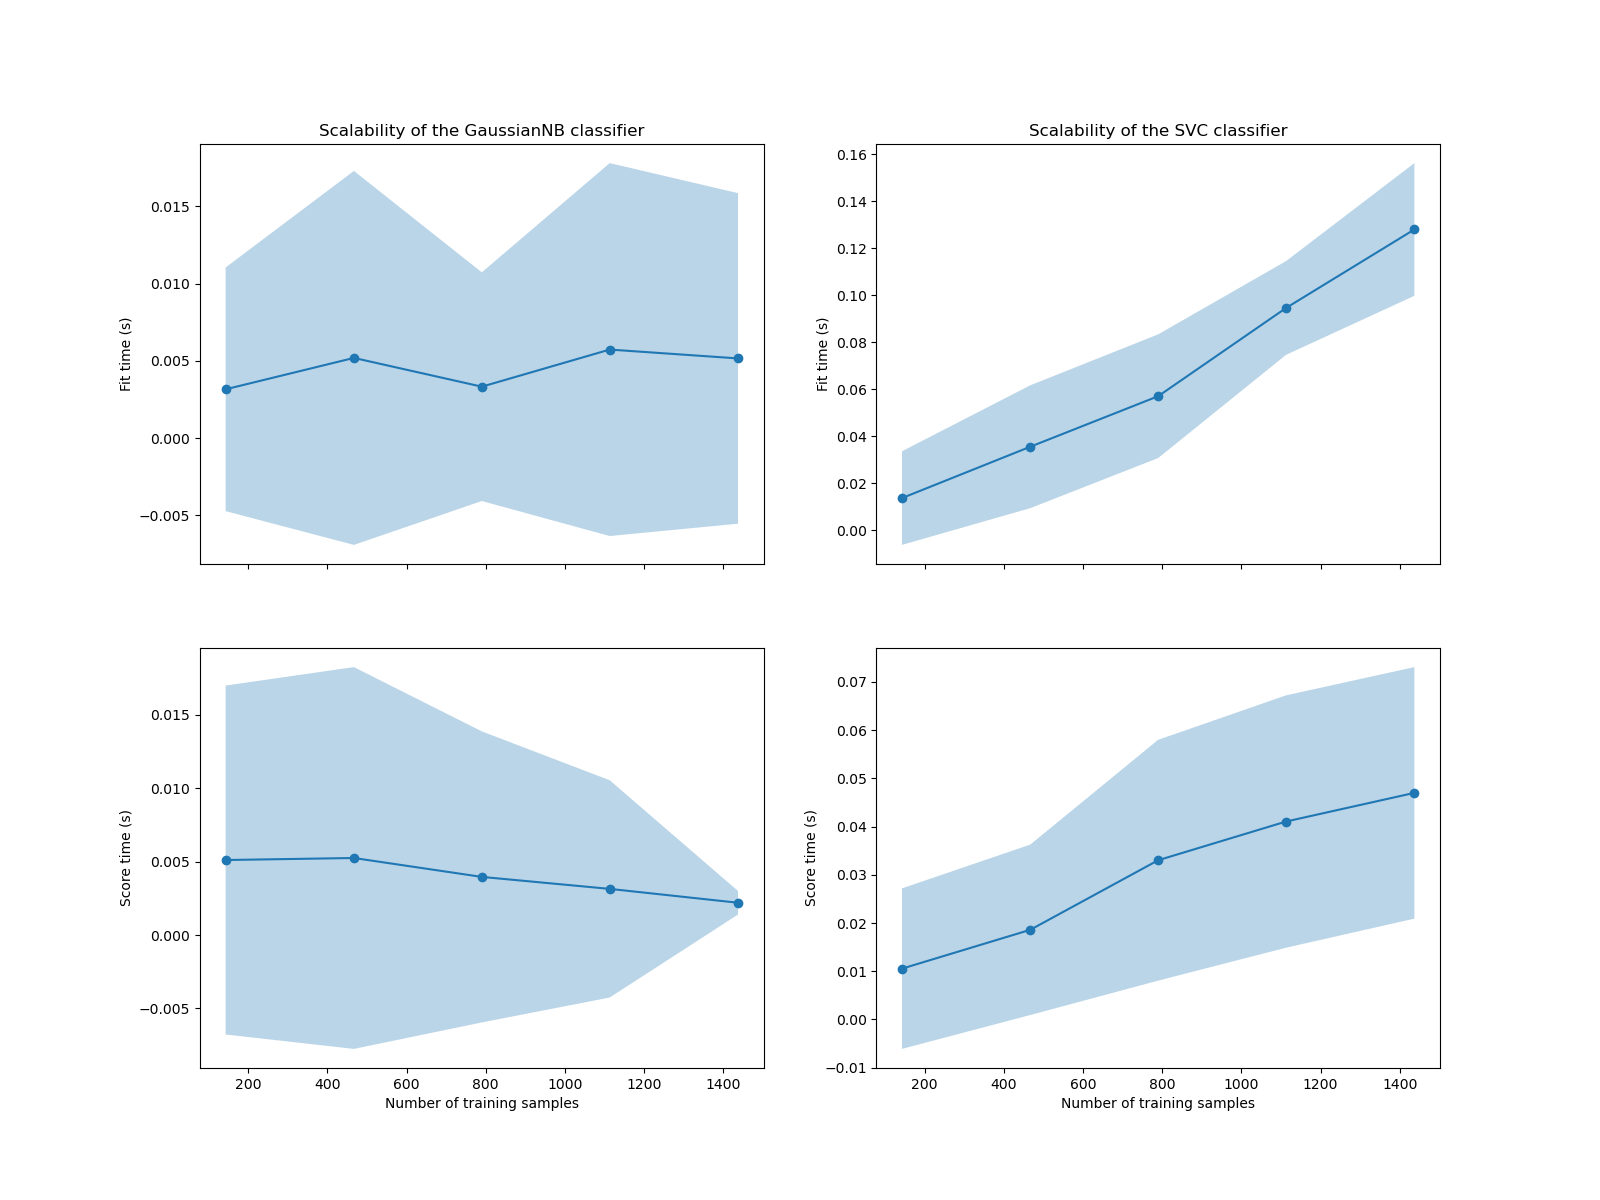 Scalability of the GaussianNB classifier
Fit time (s)
0.015
0.010
0.005
0.000
−0.005
Scalability of the SVC classifier
Fit time (s)
0.16
0.14
0.12
0.10
0.08
0.06
0.04
0.02
0.00
Score time (s)
0.015
0.010
0.005
0.000
−0.005
200 400 600 800 1000 1200 1400
Number of training samples
Score time (s)
0.07
0.06
0.05
0.04
0.03
0.02
0.01
0.00
−0.01
200 400 600 800 1000 1200 1400
Number of training samples